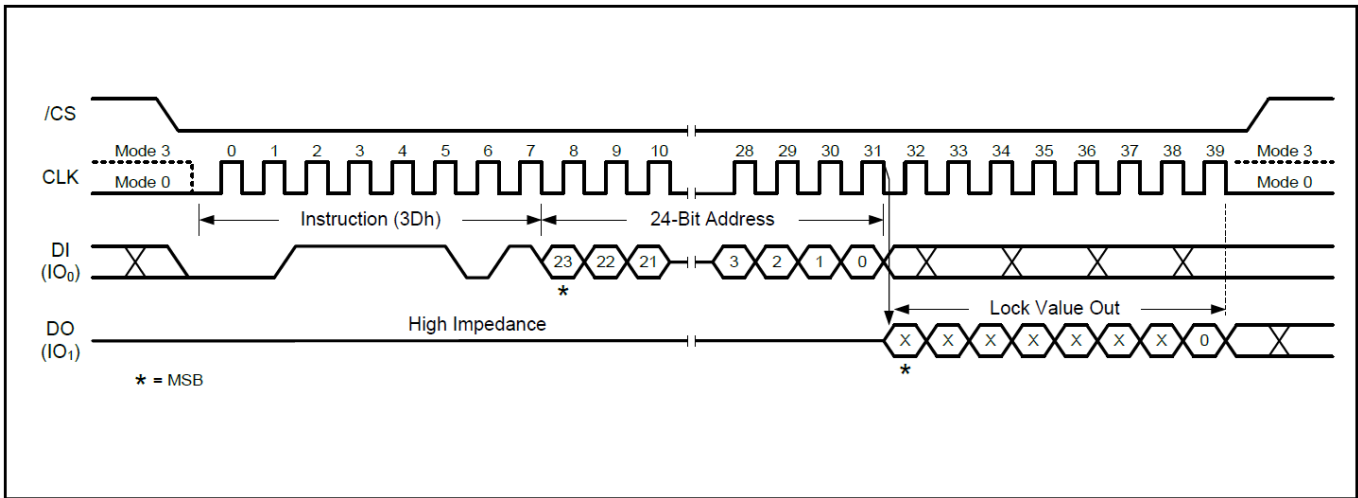 /CS
Mode 3 0 1 2 3 4 5 6 7 8 9 10 28 29 30 31 32 33 34 35 36 37 38 39 Mode 3
CLK
Mode 0 Mode 0
Instruction (3Dh) 24-Bit Address
DI
(IO₀)
23 22 21 3 2 1 0
*
Lock Value Out
High Impedance
DO
(IO₁)
X X X X X X X 0
*
* = MSB